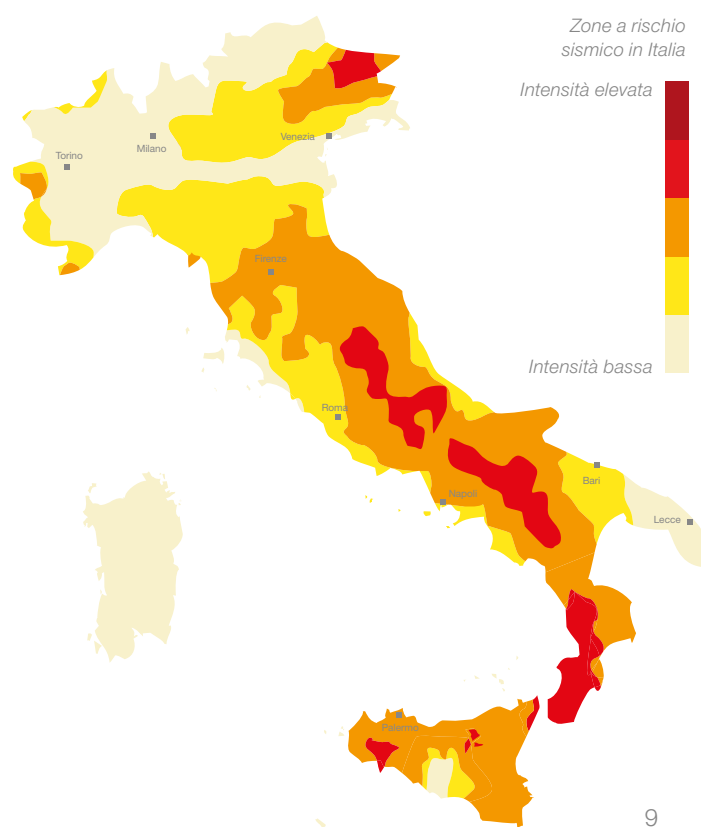 Zone a rischio
sismico in Italia
Intensità elevata
Venezia
Milano
Torino
Firenze
Intensità bassa
Roma
Bari
Napoli
Lecce
Palermo
9